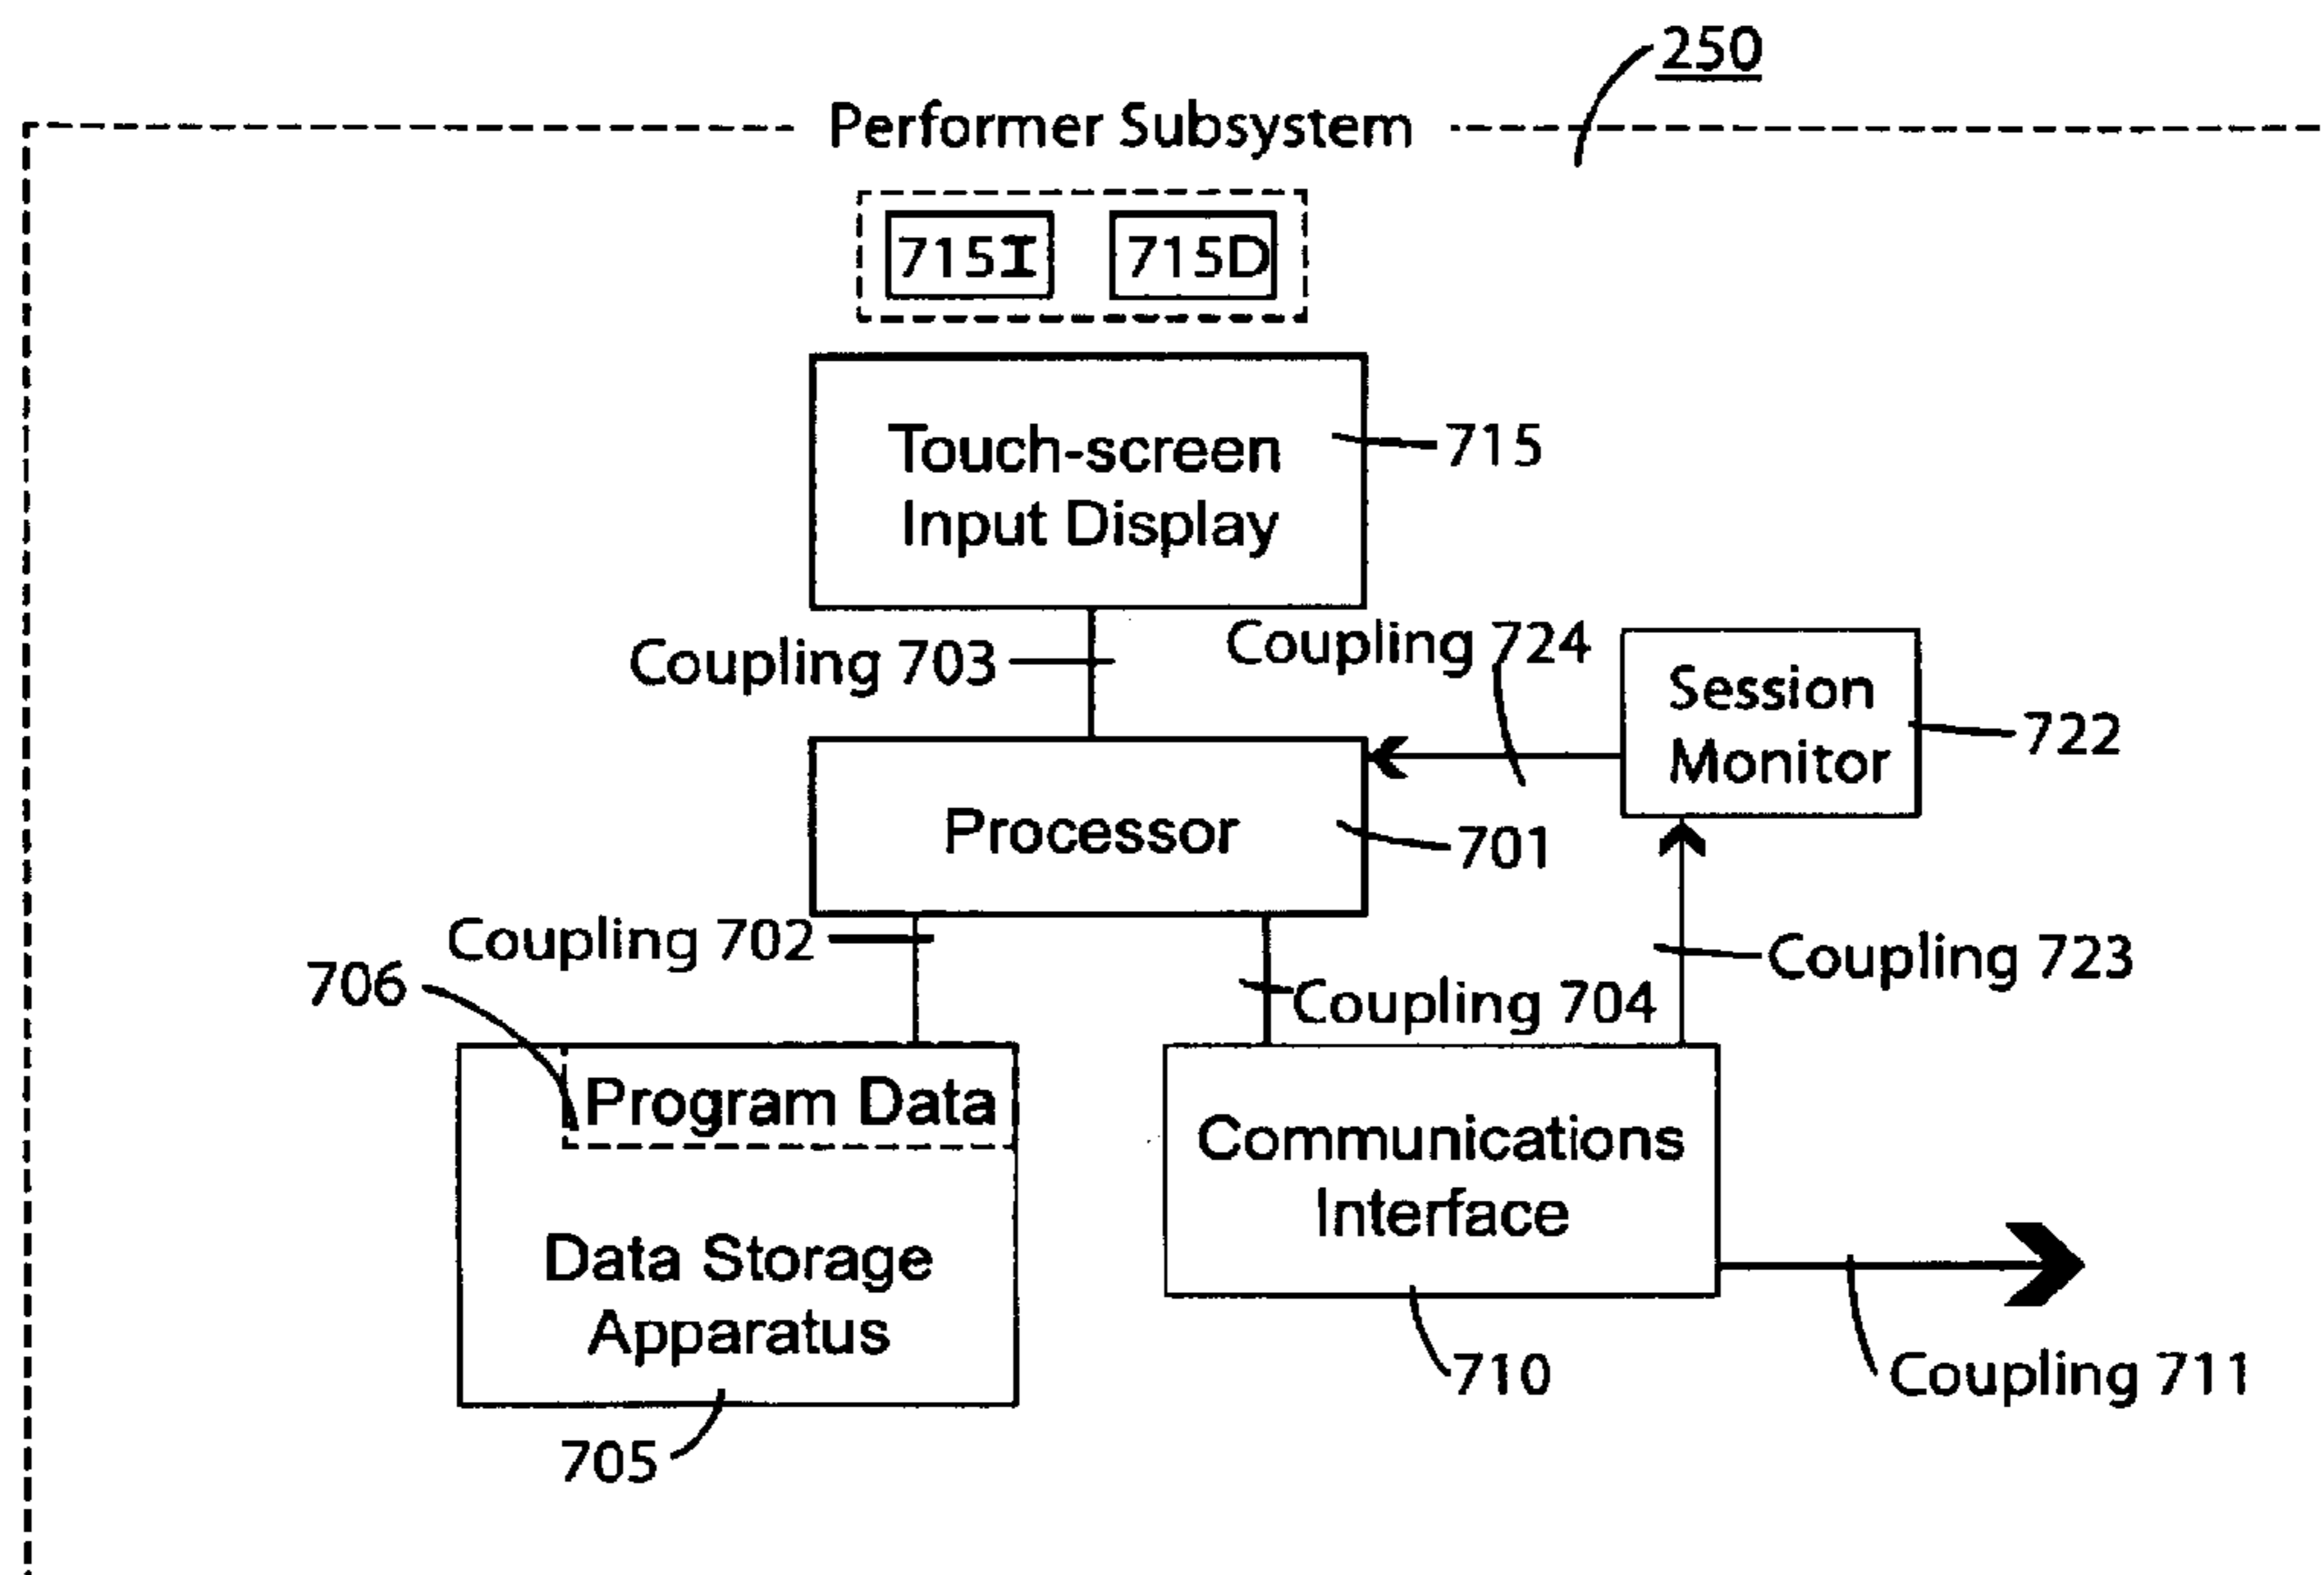 250
Performer Subsystem
715I 715D
Touch-screen
Input Display
715
Coupling 703
Coupling 724
Session
Monitor
722
Processor
701
Coupling 702
706
Coupling 704
Coupling 723
Program Data
Data Storage
Apparatus
705
Communications
Interface
710
Coupling 711